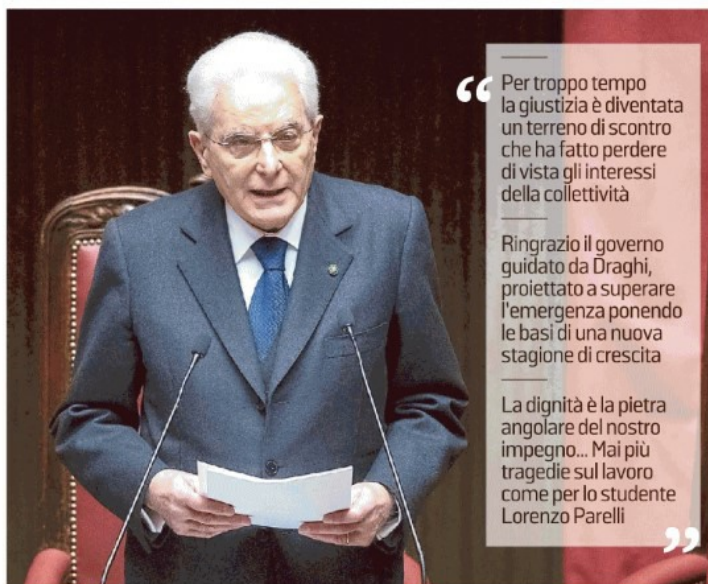 “
Per troppo tempo
la giustizia è diventata
un terreno di scontro
che ha fatto perdere
di vista gli interessi
della collettività
Ringrazio il governo
guidato da Draghi,
proiettato a superare
l'emergenza ponendo
le basi di una nuova
stagione di crescita
La dignità è la pietra
angolare del nostro
impegno... Mai più
tragedie sul lavoro
come per lo studente
Lorenzo Parelli
”